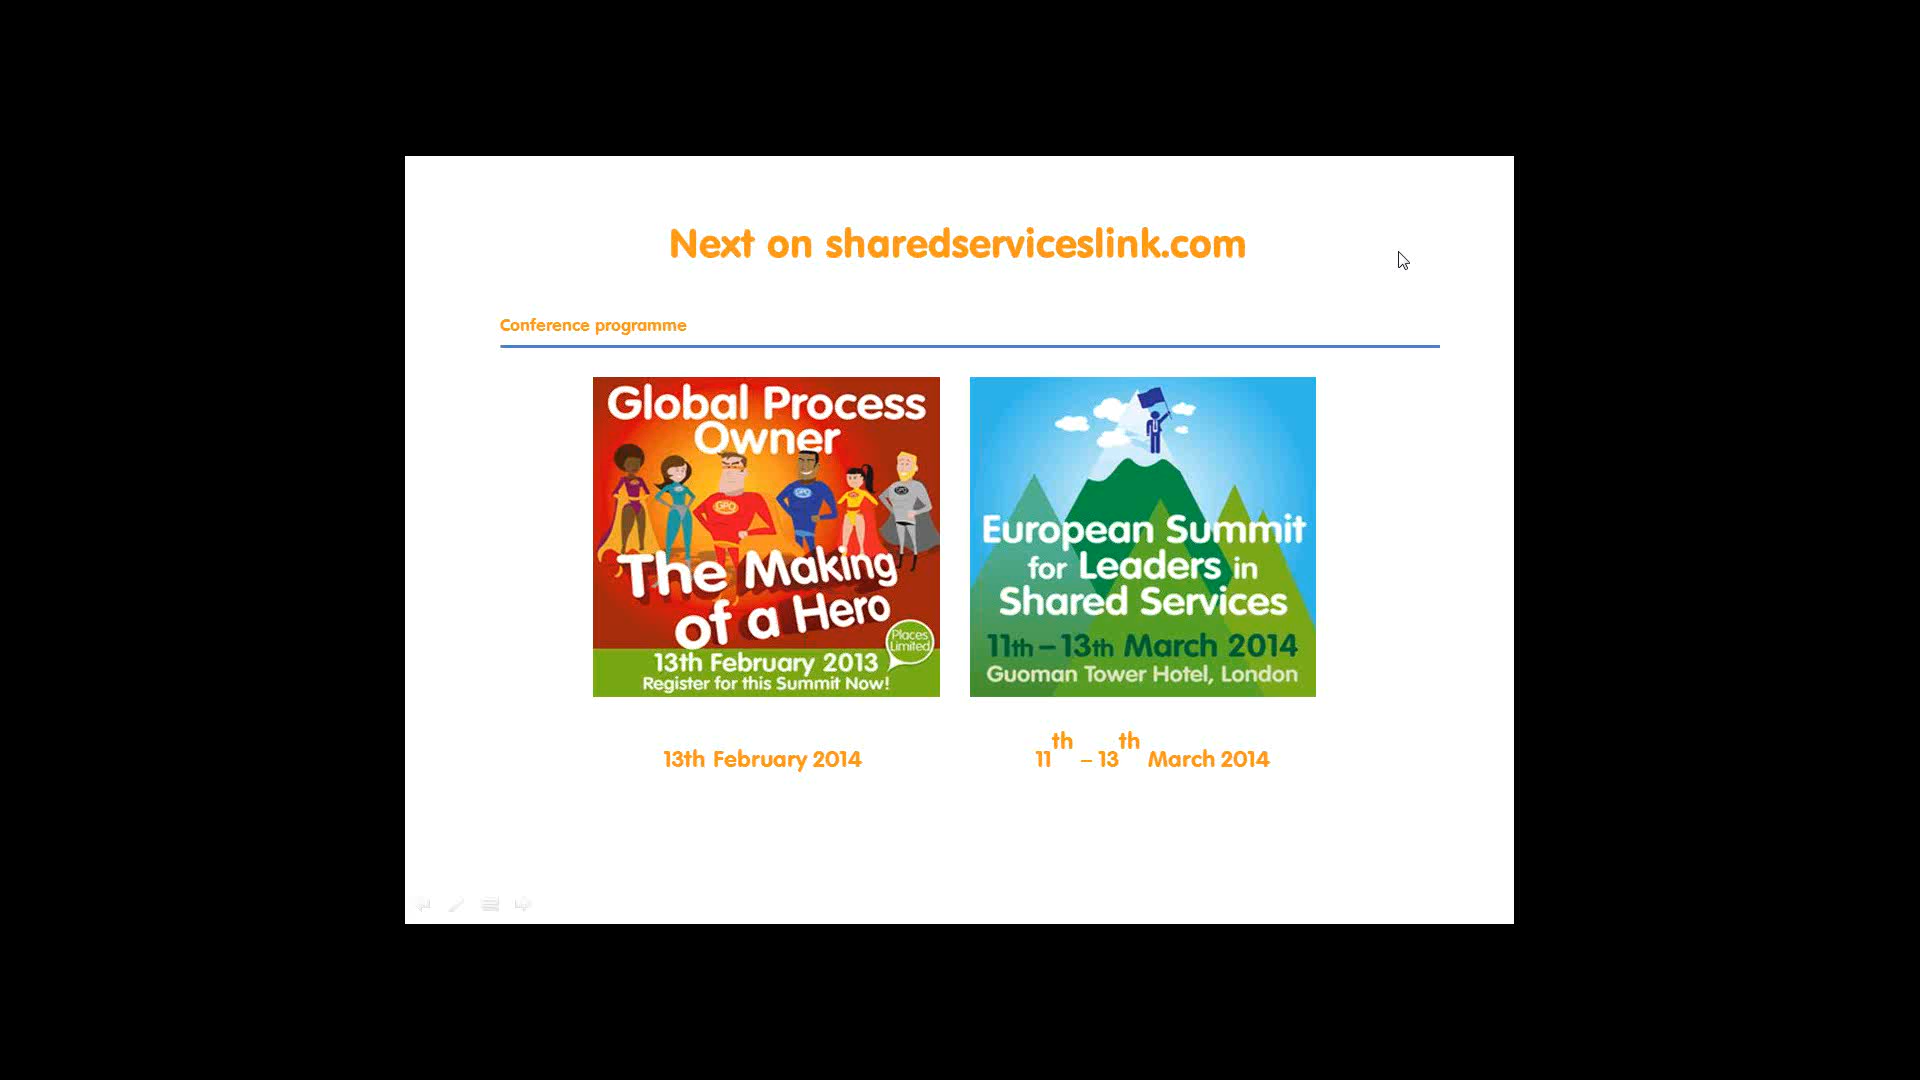 Next on sharedserviceslink.com
Conference programme
Global Process
Owner
GPO
The Making
of a Hero
Places
Limited
13th February 2013
Register for this Summit Now!
European Summit
for Leaders in
Shared Services
11th – 13th March 2014
Guoman Tower Hotel, London
13th February 2014
11th – 13th March 2014